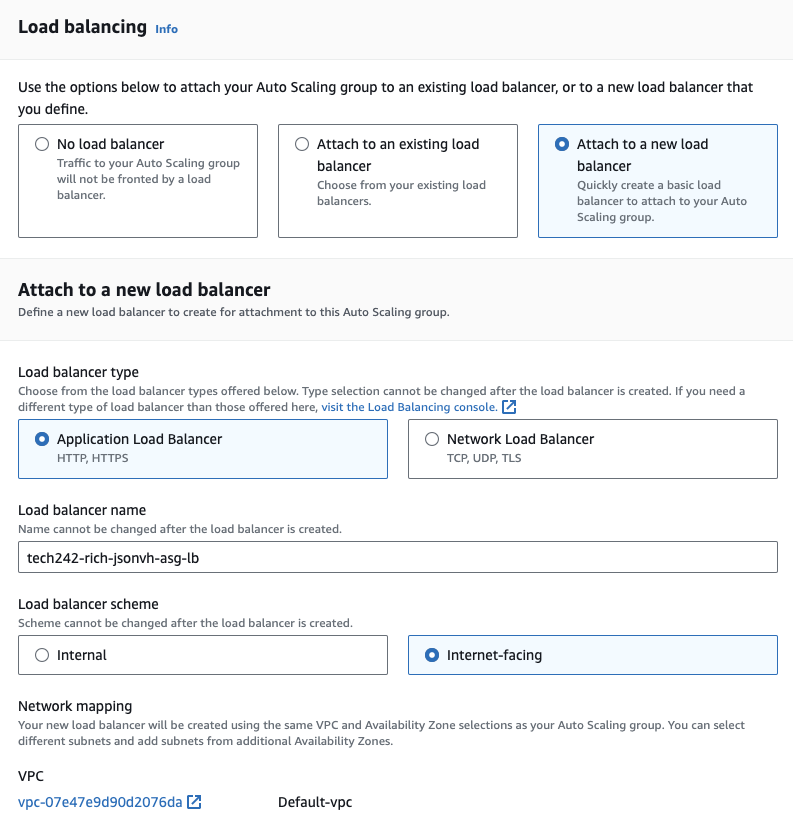 Load balancing Info
Use the options below to attach your Auto Scaling group to an existing load balancer, or to a new load balancer that
you define.
No load balancer
Traffic to your Auto Scaling group
will not be fronted by a load
balancer.
Attach to an existing load
balancer
Choose from your existing load
balancers.
Attach to a new load
balancer
Quickly create a basic load
balancer to attach to your Auto
Scaling group.
Attach to a new load balancer
Define a new load balancer to create for attachment to this Auto Scaling group.
Load balancer type
Choose from the load balancer types offered below. Type selection cannot be changed after the load balancer is created. If you need a
different type of load balancer than those offered here, visit the Load Balancing console.
Application Load Balancer
HTTP, HTTPS
Network Load Balancer
TCP, UDP, TLS
Load balancer name
Name cannot be changed after the load balancer is created.
tech242-rich-jsonvh-asg-lb
Load balancer scheme
Scheme cannot be changed after the load balancer is created.
Internal
Internet-facing
Network mapping
Your new load balancer will be created using the same VPC and Availability Zone selections as your Auto Scaling group. You can select
different subnets and add subnets from additional Availability Zones.
VPC
vpc-07e47e9d90d2076da
Default-vpc